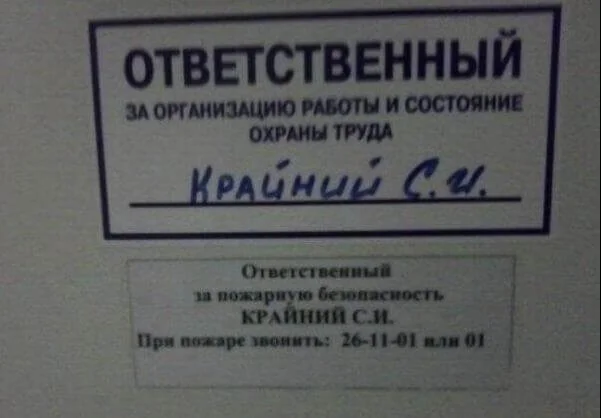 ОТВЕТСТВЕННЫЙ
ЗА ОРГАНИЗАЦИЮ РАБОТЫ И СОСТОЯНИЕ
ОХРАНЫ ТРУДА
КРАЙНИЙ С.И.
Ответственный
за пожарную безопасность
КРАЙНИЙ С.И.
При пожаре звонить: 26-11-01 или 01